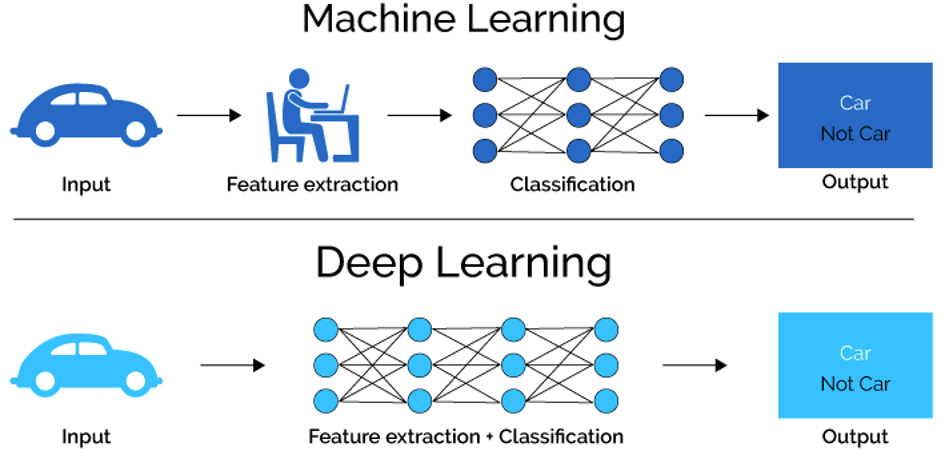 Machine Learning
Car
Not Car
Input
Feature extraction
Classification
Output
Deep Learning
Car
Not Car
Input
Feature extraction + Classification
Output